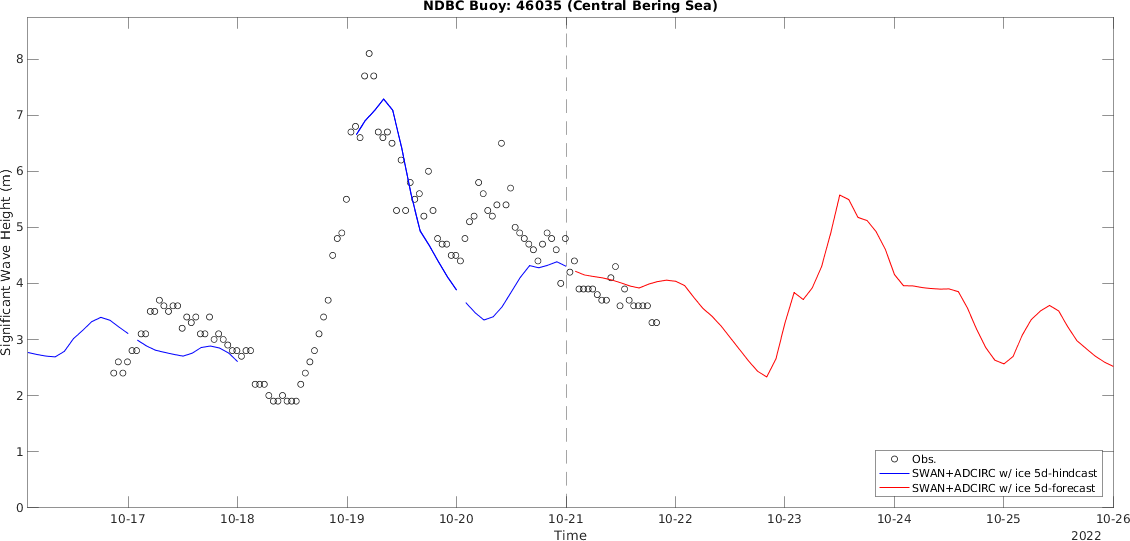 NDBC Buoy: 46035 (Central Bering Sea)
8
7
6
5
4
3
2
1
0
Significant Wave Height (m)
Obs.
SWAN+ADCIRC w/ ice 5d-hindcast
SWAN+ADCIRC w/ ice 5d-forecast
10-17 10-18 10-19 10-20 10-21 10-22 10-23 10-24 10-25 10-26
Time
2022